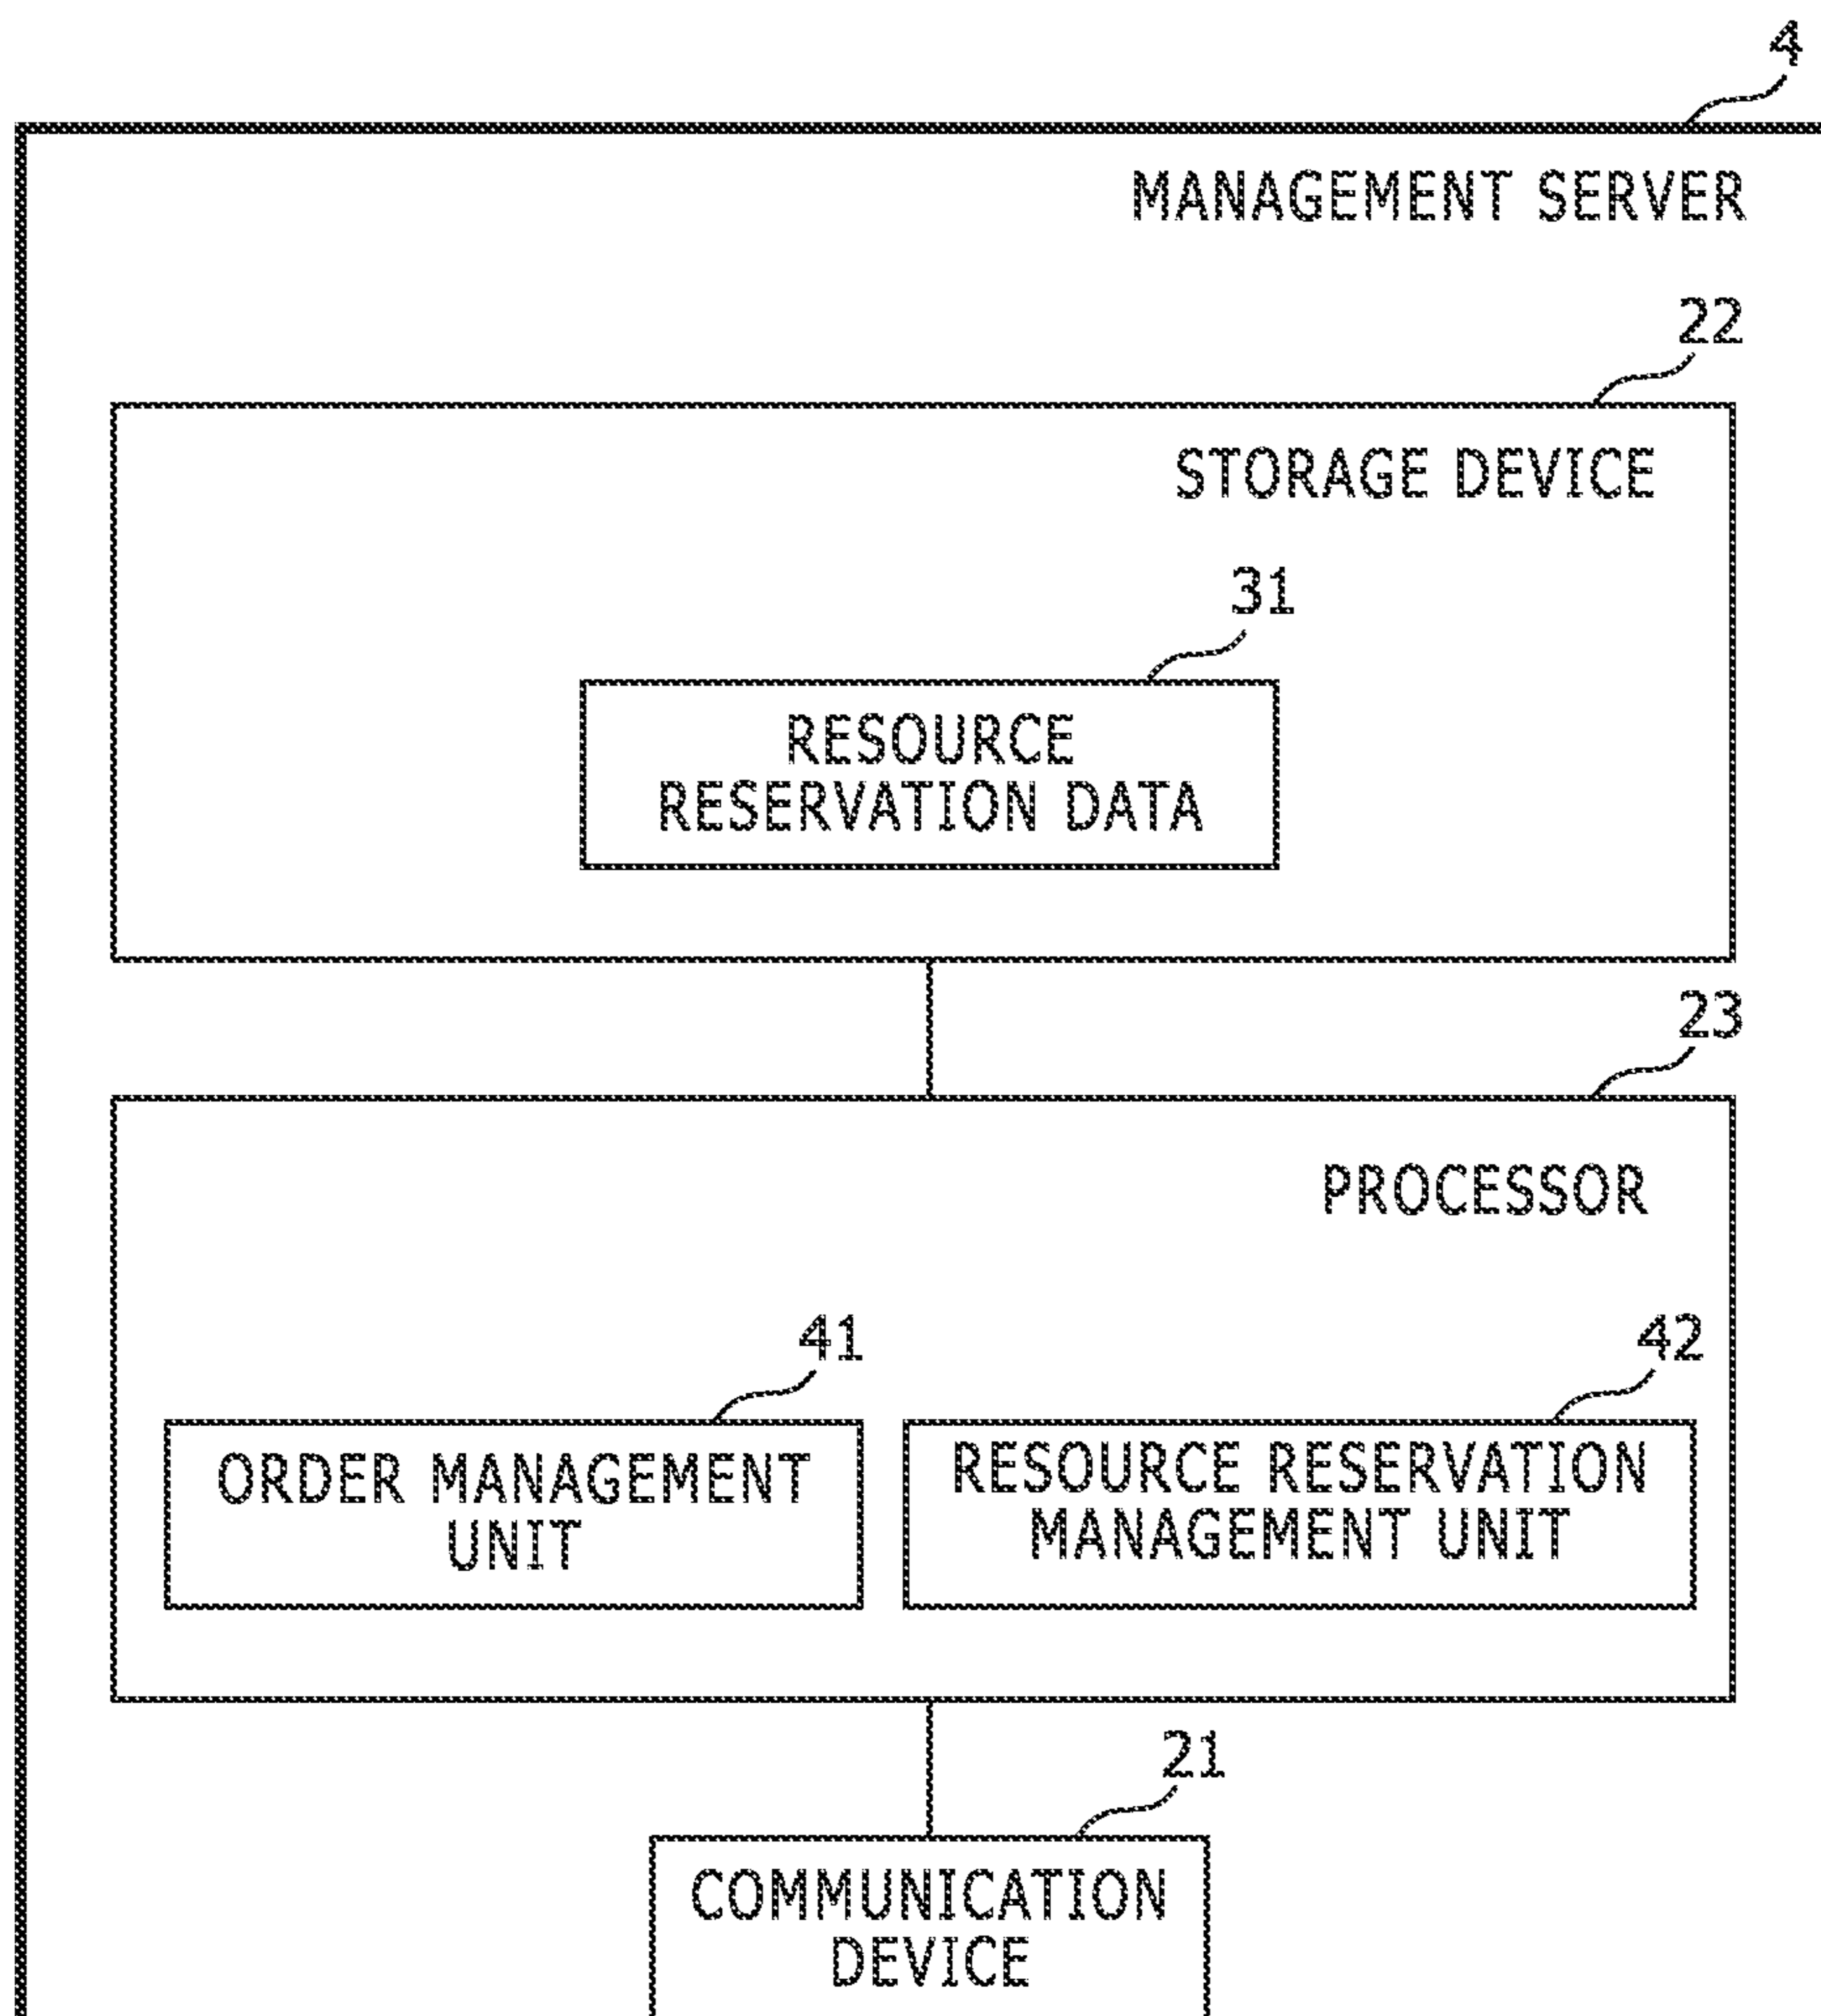 4
MANAGEMENT SERVER
22
STORAGE DEVICE
31
RESOURCE
RESERVATION DATA
23
PROCESSOR
41
42
ORDER MANAGEMENT
UNIT
RESOURCE RESERVATION
MANAGEMENT UNIT
21
COMMUNICATION
DEVICE